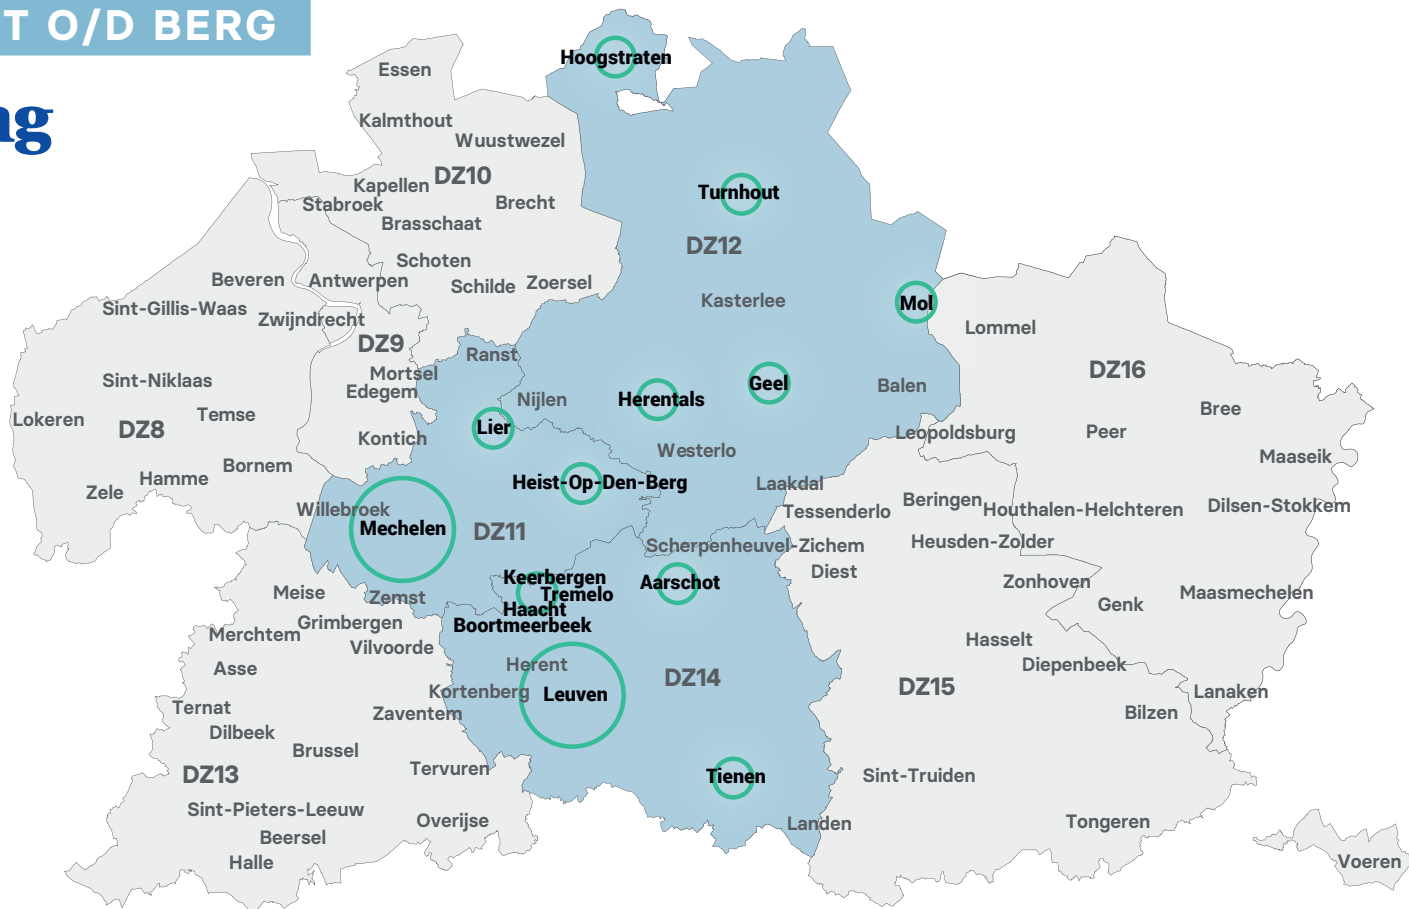 T O/D BERG
ag
Hoogstraten
Essen
Kalmthout
Wuustwezel
DZ10
Kapellen
Stabroek
Brecht
Brasschaat
Turnhout
DZ12
Schoten
Beveren
Antwerpen
Schilde
Zoersel
Kasterlee
Mol
Sint-Gillis-Waas
Zwijndrecht
Lommel
DZ9
Ranst
DZ16
Mortsel
Sint-Niklaas
Edegem
Geel
Balen
Nijlen
Herentals
Bree
Lokeren
Temse
DZ8
Lier
Kontich
Leopoldsburg
Peer
Westerlo
Maaseik
Bornem
Hamme
Zele
Heist-Op-Den-Berg
Laakdal
Beringen
Willebroek
Tessenderlo
Houthalen-Helchteren
Dilsen-Stokkem
Mechelen
DZ11
Scherpenheuvel-Zichem
Heusden-Zolder
Diest
Keerbergen
Aarschot
Zonhoven
Meise
Zemst
Tremelo
Maasmechelen
Genk
Haacht
Grimbergen
Boortmeerbeek
Merchtem
Vilvoorde
Hasselt
Asse
Herent
Diepenbeek
DZ14
DZ15
Kortenberg
Leuven
Lanaken
Ternat
Zaventem
Bilzen
Dilbeek
Brussel
Tervuren
DZ13
Tienen
Sint-Truiden
Sint-Pieters-Leeuw
Overijse
Landen
Tongeren
Beersel
Halle
Voeren